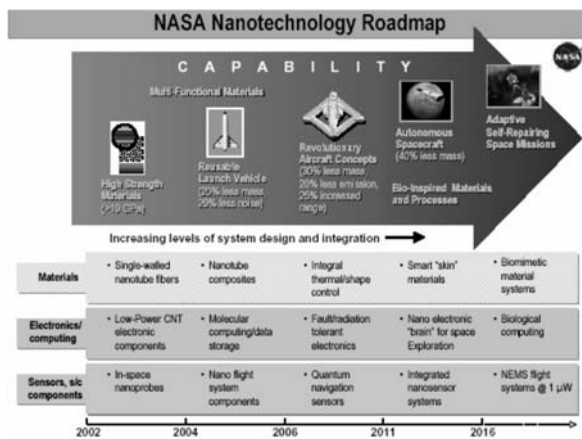 NASA Nanotechnology Roadmap
NASA
CAPABILITY
Multi-Functional Materials
High Strength
Materials
(>10 GPa)
Reusable
Launch Vehicle
(20% less mass,
20% less noise)
Revolutionary
Aircraft Concepts
(30% less mass,
20% less emission,
25% increased
range)
Autonomous
Spacecraft
(40% less mass)
Adaptive
Self-Repairing
Space Missions
Bio-Inspired Materials
and Processes
Increasing levels of system design and integration
Materials
• Single-walled
nanotube fibers
• Nanotube
composites
• Integral
thermal/shape
control
• Smart "skin"
materials
• Biomimetic
material
systems
Electronics/
computing
• Low-Power CNT
electronic
components
• Molecular
computing/data
storage
• Fault/radiation
tolerant
electronics
• Nano electronic
"brain" for space
Exploration
• Biological
computing
Sensors, s/c
components
• In-space
nanoprobes
• Nano flight
system
components
• Quantum
navigation
sensors
• Integrated
nanosensor
systems
• NEMS flight
systems @ 1 µW
2002
2004
2006
2011
2016